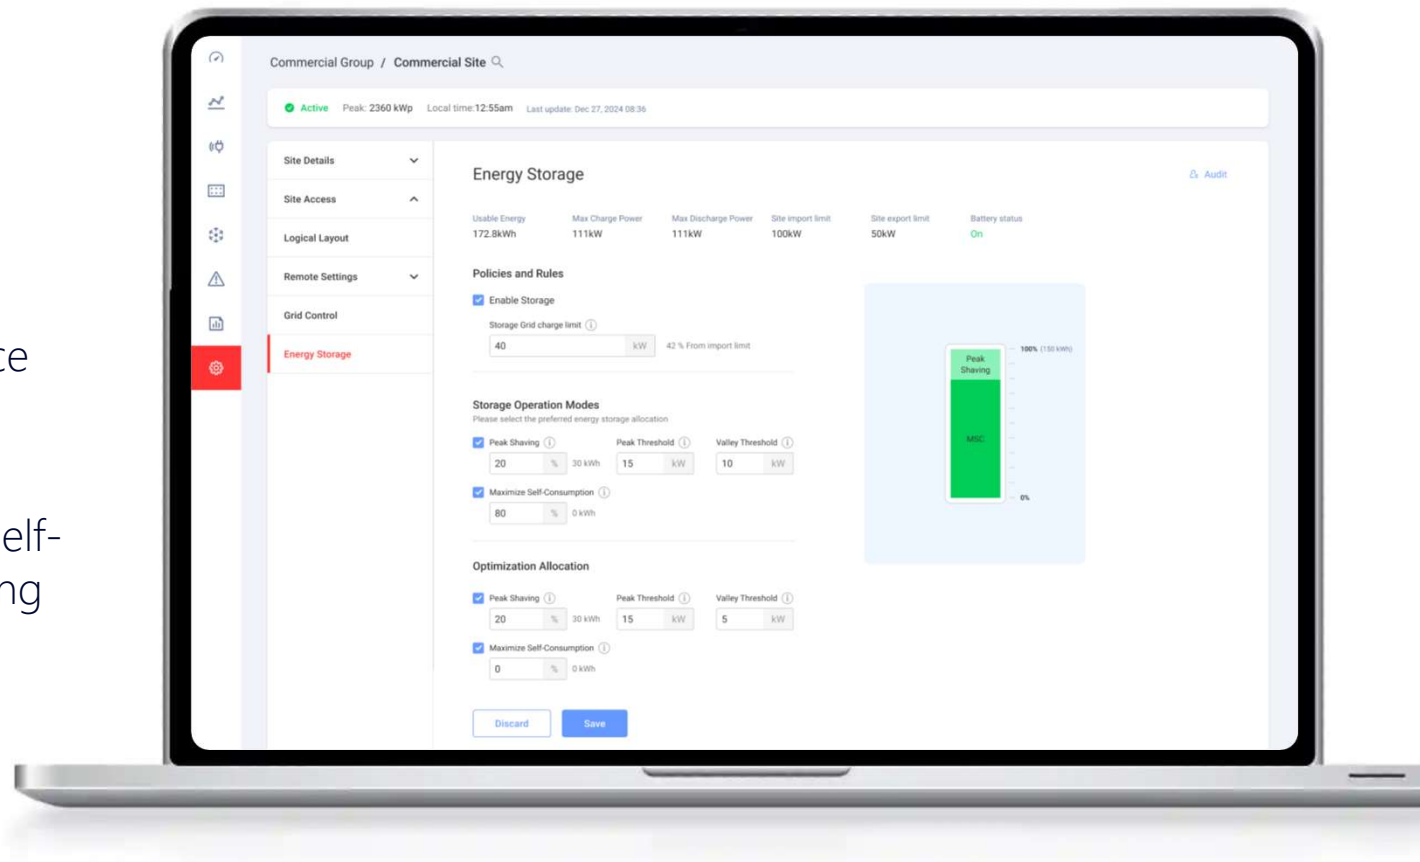 ce
elf-
ng
Commercial Group / Commercial Site
Active Peak: 2360 kWp Local time:12:55am Last update: Dec 27, 2024 08:36
Site Details
Site Access
Logical Layout
Remote Settings
Grid Control
Energy Storage
Energy Storage
Audit
Usable Energy Max Charge Power Max Discharge Power Site import limit Site export limit Battery status
172.8kWh 111kW 111kW 100kW 50kW On
Policies and Rules
Enable Storage
Storage Grid charge limit
40 kW 42 % From import limit
Storage Operation Modes
Please select the preferred energy storage allocation
Peak Shaving Peak Threshold Valley Threshold
20 % 30 kWh 15 kW 10 kW
Maximize Self-Consumption
80 % 0 kWh
Optimization Allocation
Peak Shaving Peak Threshold Valley Threshold
20 % 30 kWh 15 kW 5 kW
Maximize Self-Consumption
0 % 0 kWh
Discard Save
100% (150 kWh)
Peak
Shaving
MSC
0%